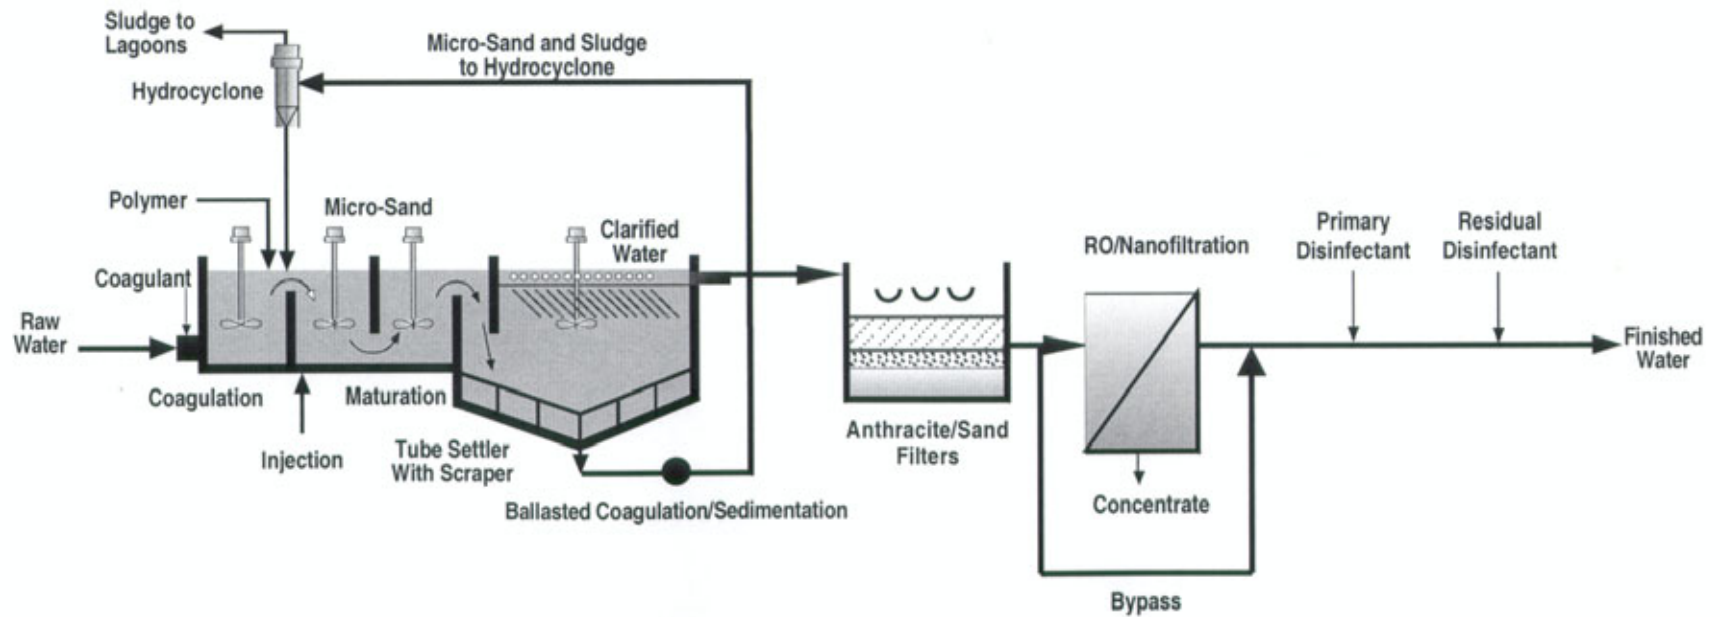 Sludge to
Lagoons
Micro-Sand and Sludge
to Hydrocyclone
Hydrocyclone
Polymer
Micro-Sand
Clarified
Water
Coagulant
Raw
Water
Coagulation
Maturation
Injection
Tube Settler
With Scraper
Ballasted Coagulation/Sedimentation
Anthracite/Sand
Filters
RO/Nanofiltration
Concentrate
Bypass
Primary
Disinfectant
Residual
Disinfectant
Finished
Water